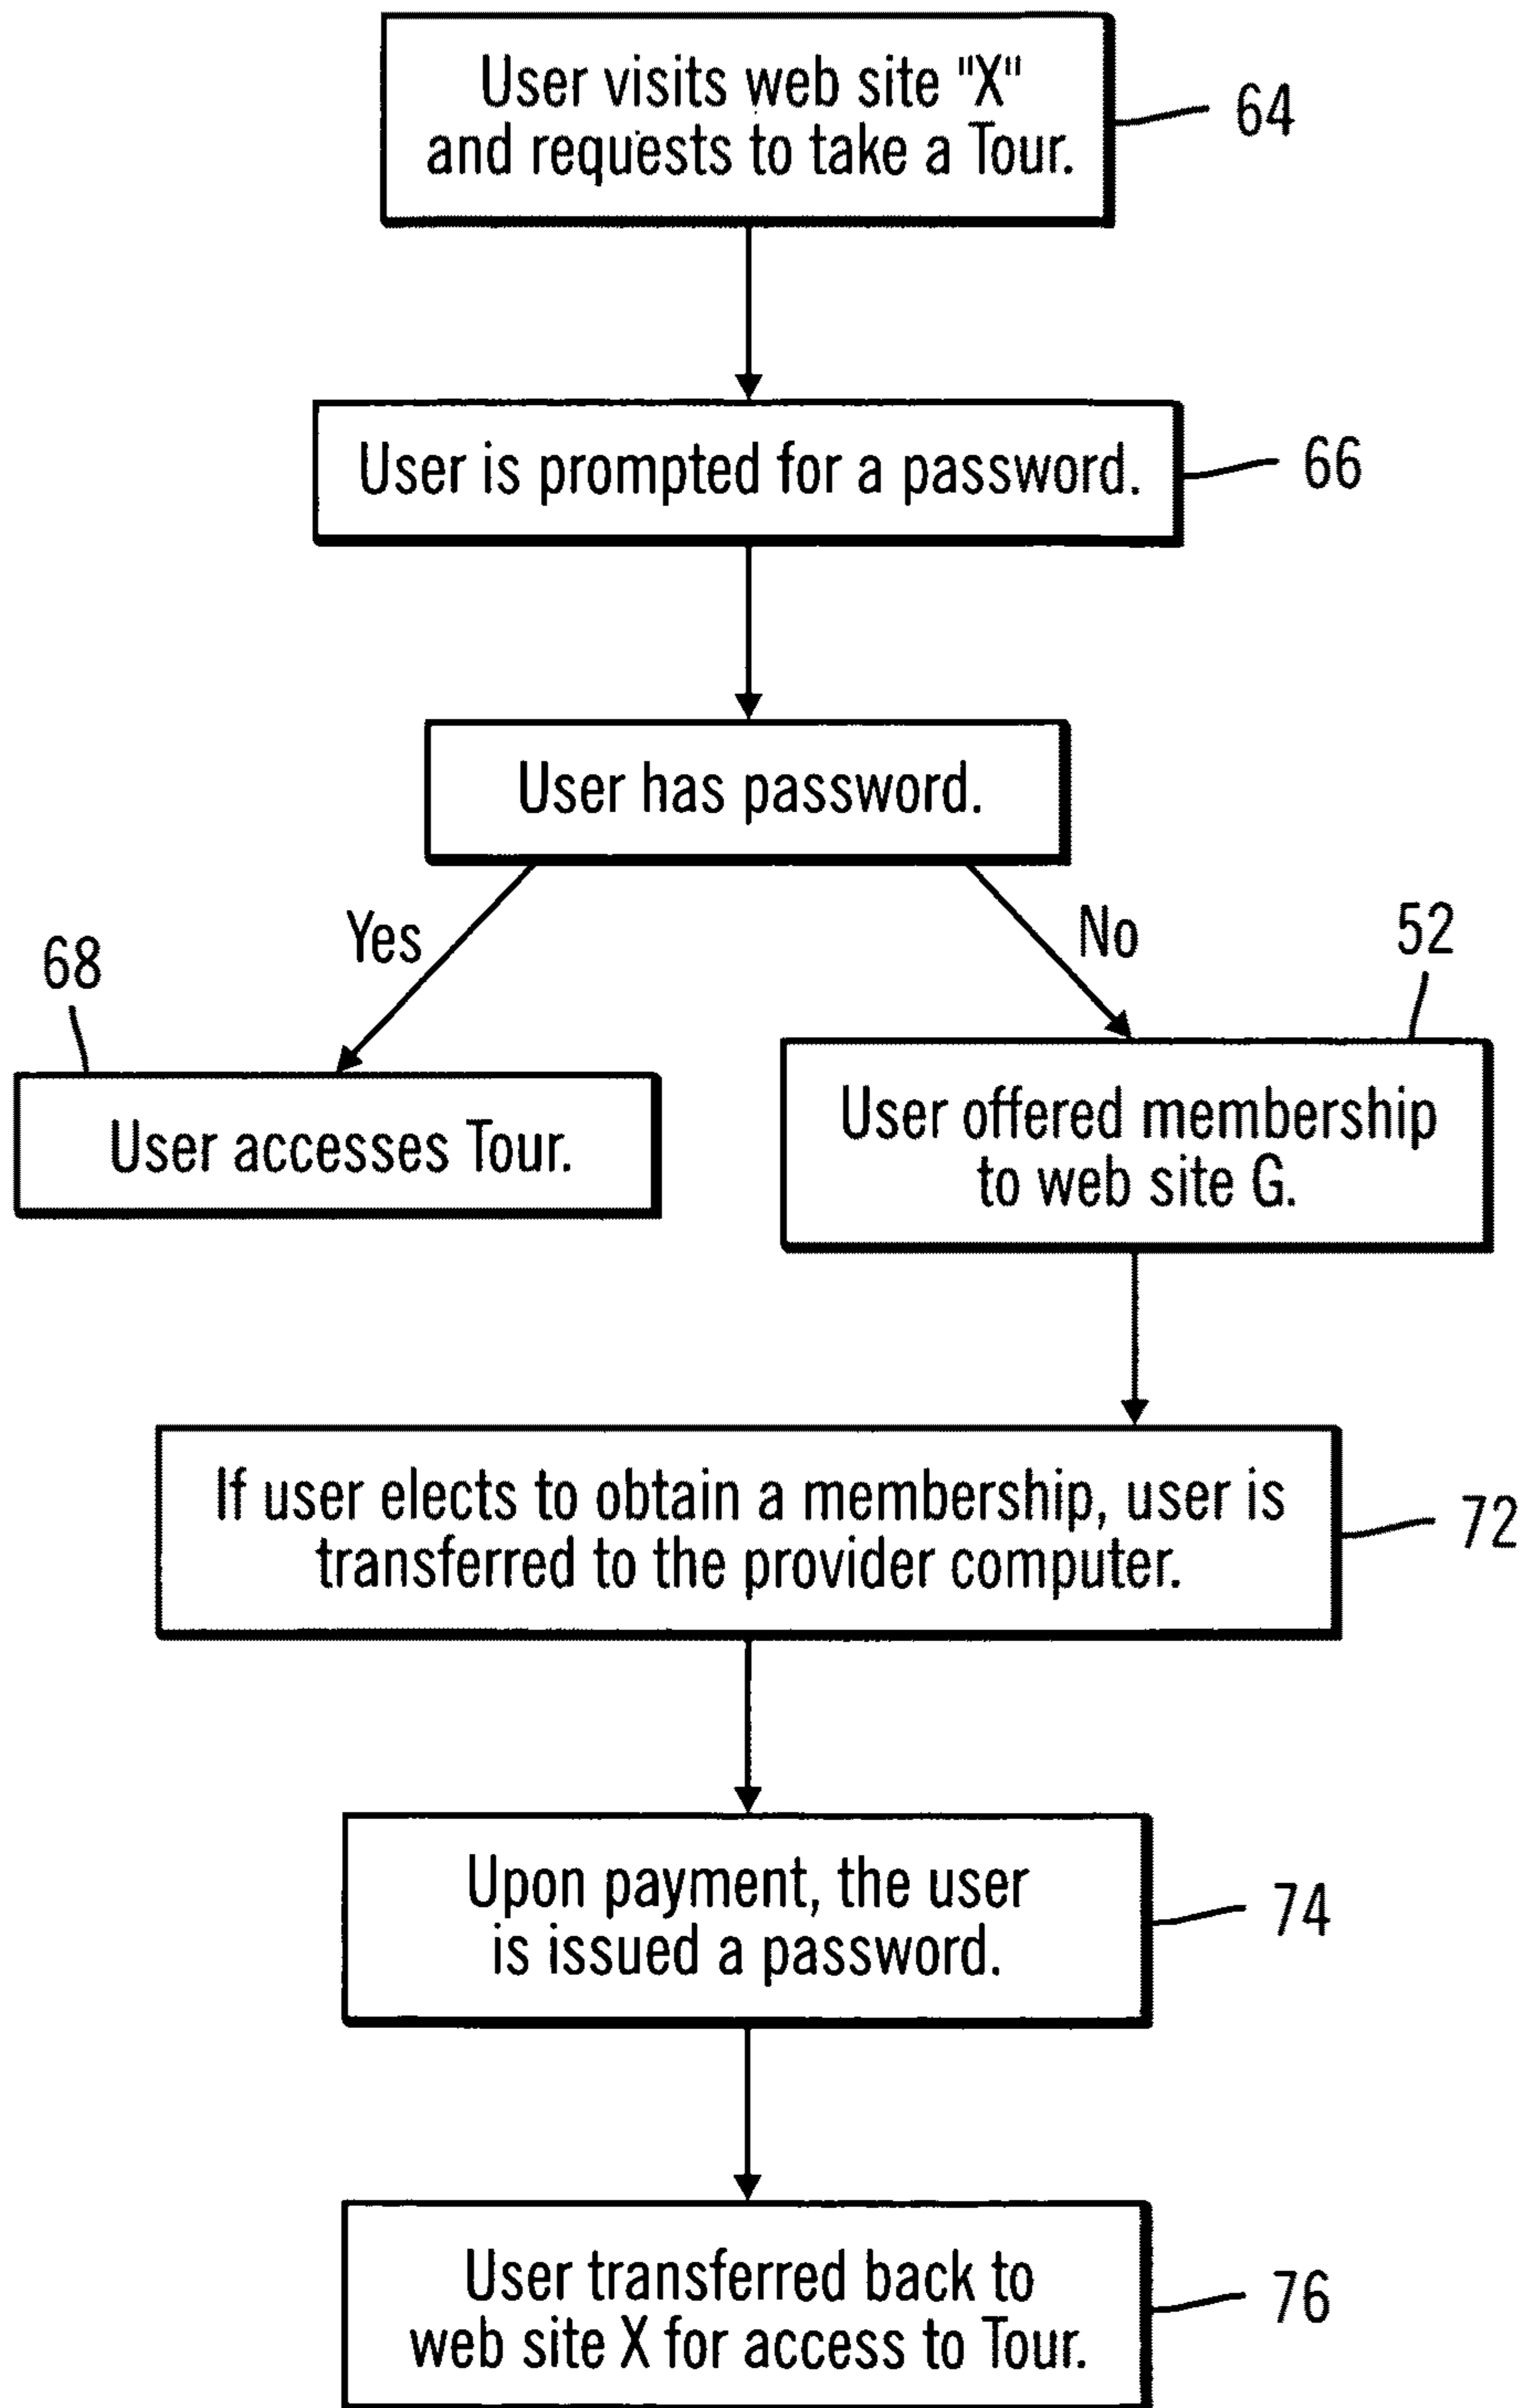 User visits web site "X"
and requests to take a Tour.
64
User is prompted for a password.
66
User has password.
Yes
No
68
52
User accesses Tour.
User offered membership
to web site G.
If user elects to obtain a membership, user is
transferred to the provider computer.
72
Upon payment, the user
is issued a password.
74
User transferred back to
web site X for access to Tour.
76